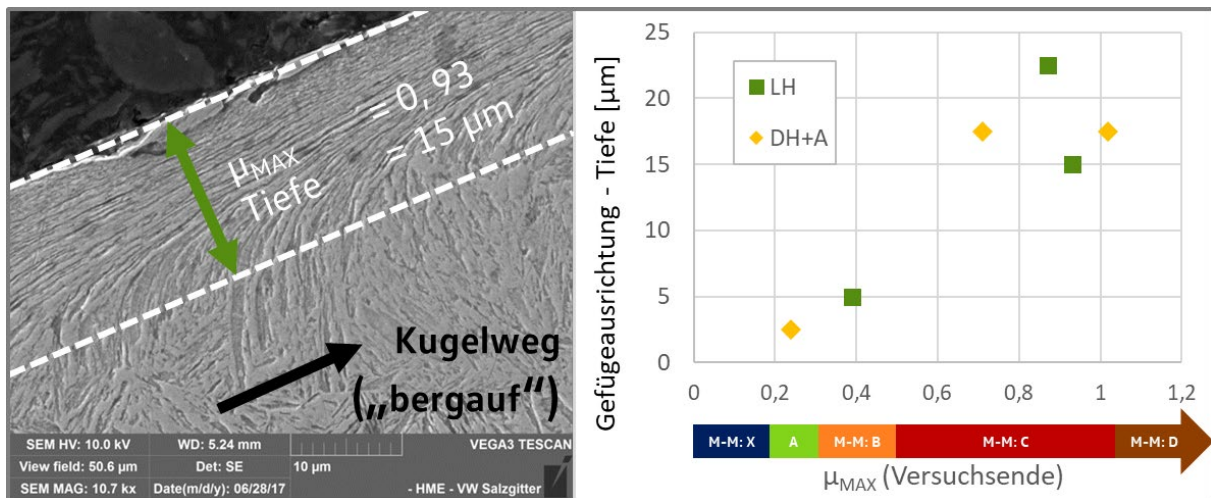 µMAX = 0, 93
Tiefe = 15 µm
Kugelweg
(„bergauf“)
SEM HV: 10.0 kV WD: 5.24 mm VEGA3 TESCAN
View field: 50.6 µm Det: SE 10 µm
SEM MAG: 10.7 kx Date(m/d/y): 06/28/17 - HME - VW Salzgitter
Gefügeausrichtung - Tiefe [µm]
25
20
15
10
5
0
LH
DH+A
0 0,2 0,4 0,6 0,8 1 1,2
M-M: X A M-M: B M-M: C M-M: D
µMAX (Versuchsende)